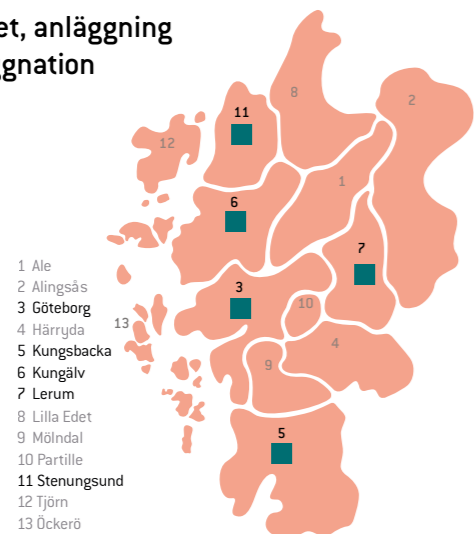 et, anläggning
gnation
8
2
11
12
1
6
7
3
10
13
4
9
5
1 Ale
2 Alingsås
3 Göteborg
4 Härryda
5 Kungsbacka
6 Kungälv
7 Lerum
8 Lilla Edet
9 Mölndal
10 Partille
11 Stenungsund
12 Tjörn
13 Öckerö